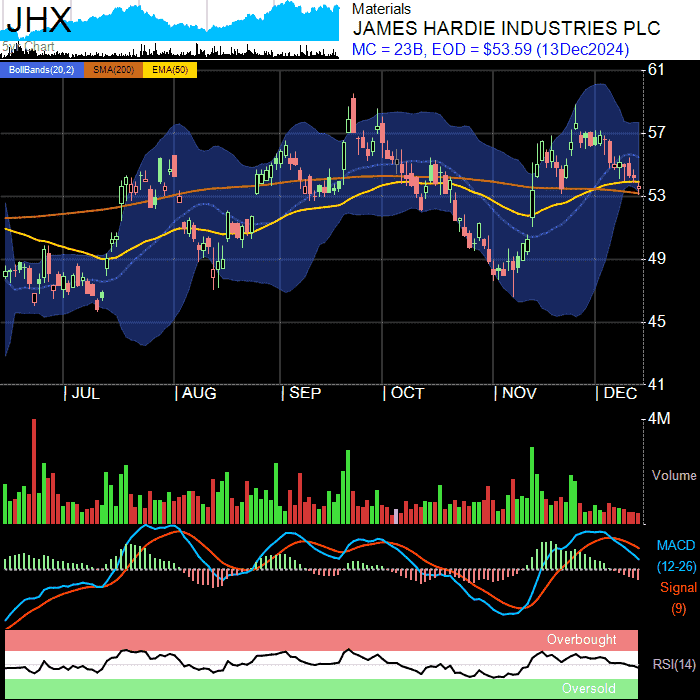 JHX
5yr Chart
Materials
JAMES HARDIE INDUSTRIES PLC
MC = 23B, EOD = $53.59 (13Dec2024)
BollBands(20,2) SMA(200) EMA(50)
61
57
53
49
45
41
JUL AUG SEP OCT NOV DEC
4M
Volume
MACD
(12-26)
Signal
(9)
Overbought
RSI(14)
Oversold